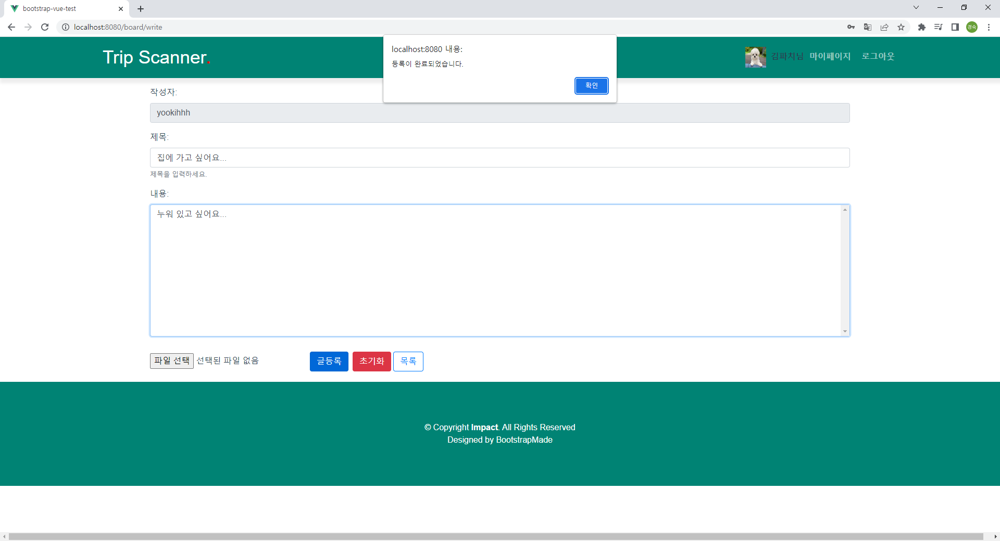 bootstrap-vue-test
localhost:8080/board/write
경숙
Trip Scanner.
김파치님 마이페이지 로그아웃
localhost:8080 내용:
등록이 완료되었습니다.
확인
작성자:
yookihhh
제목:
집에 가고 싶어요...
제목을 입력하세요.
내용:
누워 있고 싶어요...
파일 선택 선택된 파일 없음 글등록 초기화 목록
© Copyright Impact. All Rights Reserved
Designed by BootstrapMade